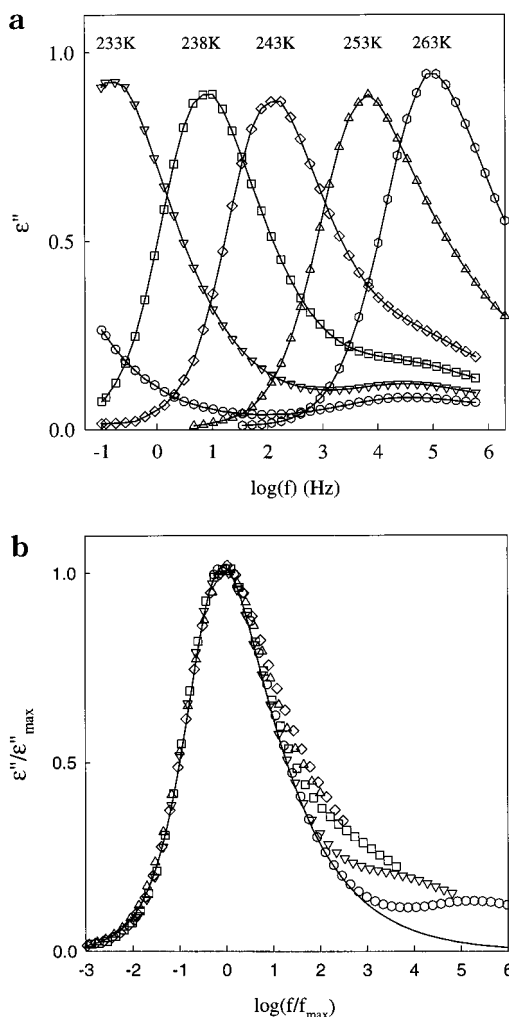 a
233K 238K 243K 253K 263K
1.0
0.5
0.0
ε"
-1 0 1 2 3 4 5 6
log(f) (Hz)
b
1.0
0.5
0.0
ε"/ε"max
-3 -2 -1 0 1 2 3 4 5 6
log(f/fmax)